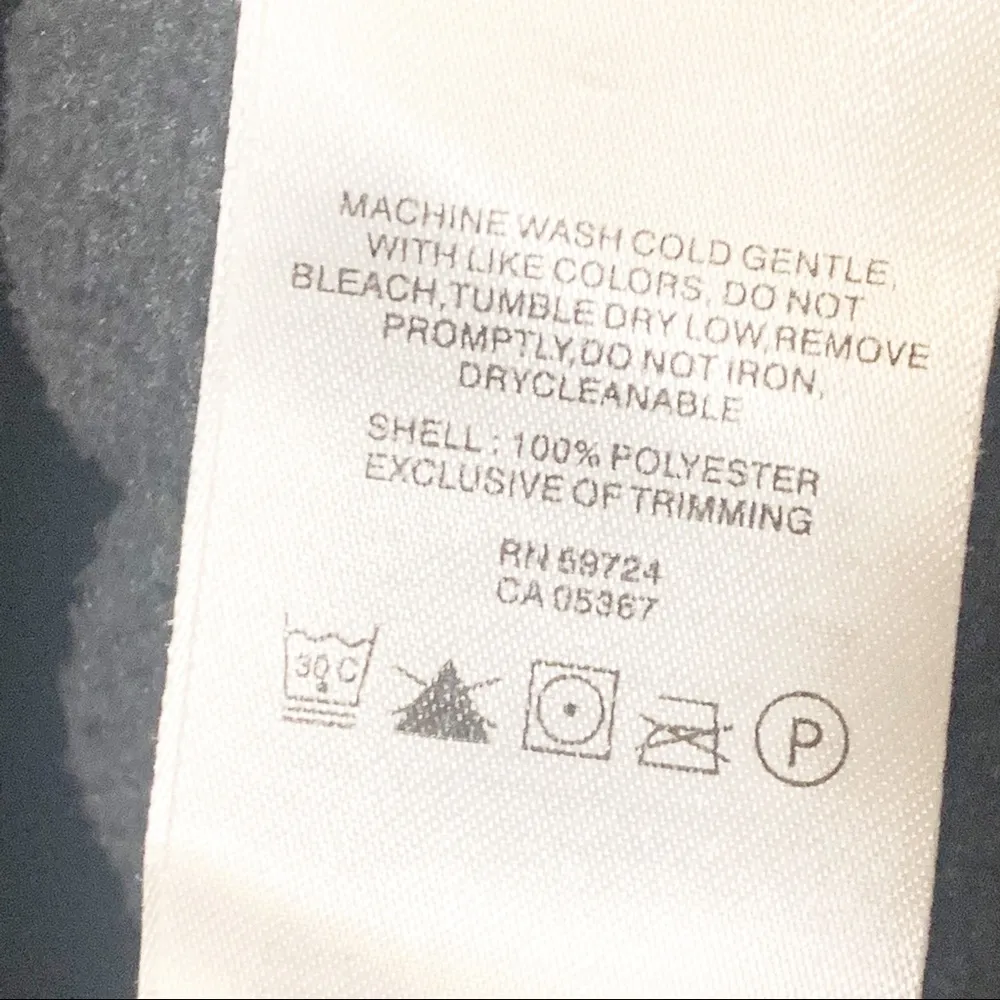 MACHINE WASH COLD GENTLE,
WITH LIKE COLORS, DO NOT
BLEACH,TUMBLE DRY LOW,REMOVE
PROMPTLY,DO NOT IRON,
DRYCLEANABLE
SHELL : 100% POLYESTER
EXCLUSIVE OF TRIMMING
RN 59724
CA 05367
30 C P